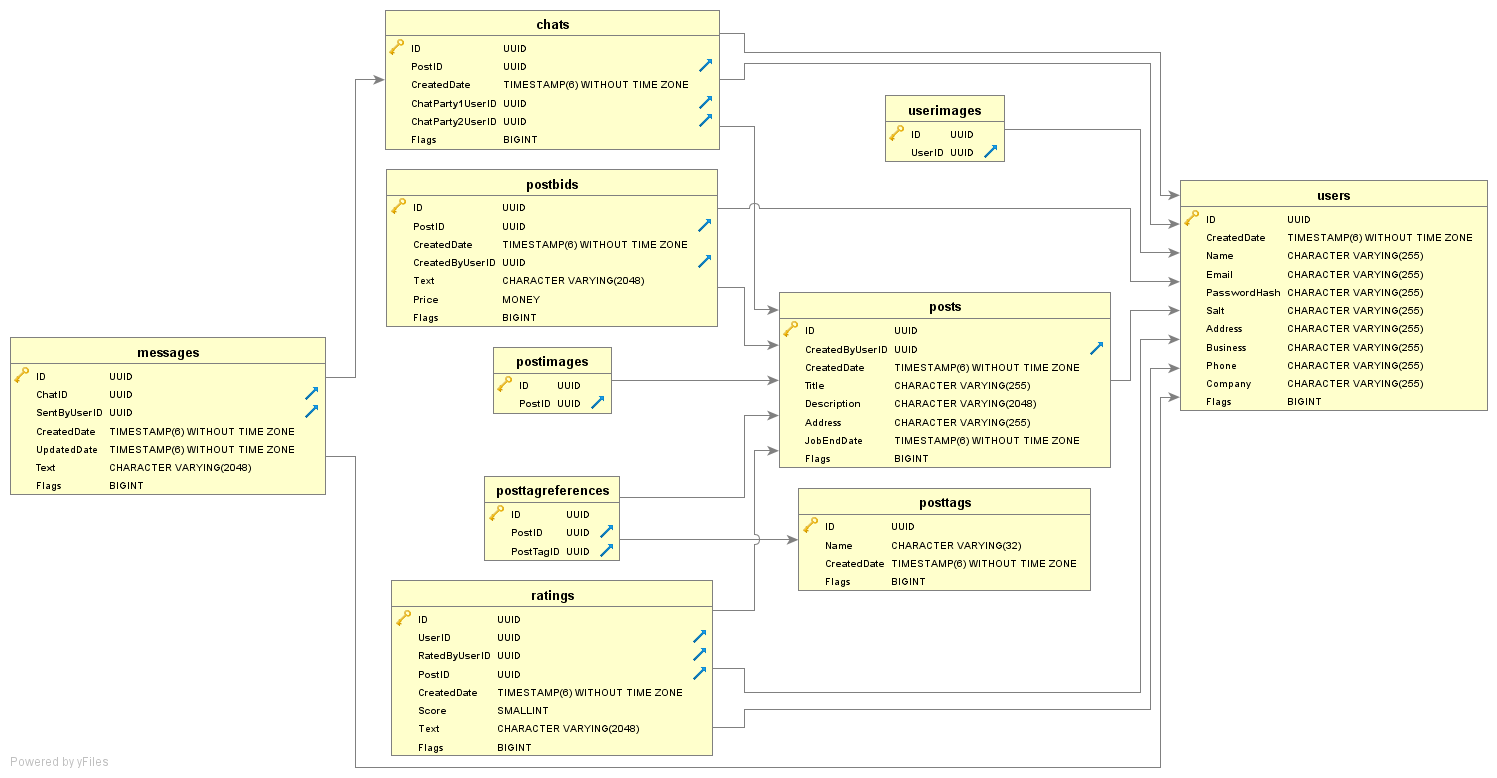 chats
ID UUID
PostID UUID
CreatedDate TIMESTAMP(6) WITHOUT TIME ZONE
ChatParty1UserID UUID
ChatParty2UserID UUID
Flags BIGINT
userimages
ID UUID
UserID UUID
postbids
ID UUID
PostID UUID
CreatedDate TIMESTAMP(6) WITHOUT TIME ZONE
CreatedByUserID UUID
Text CHARACTER VARYING(2048)
Price MONEY
Flags BIGINT
users
ID UUID
CreatedDate TIMESTAMP(6) WITHOUT TIME ZONE
Name CHARACTER VARYING(255)
Email CHARACTER VARYING(255)
PasswordHash CHARACTER VARYING(255)
Salt CHARACTER VARYING(255)
Address CHARACTER VARYING(255)
Business CHARACTER VARYING(255)
Phone CHARACTER VARYING(255)
Company CHARACTER VARYING(255)
Flags BIGINT
posts
ID UUID
CreatedByUserID UUID
CreatedDate TIMESTAMP(6) WITHOUT TIME ZONE
Title CHARACTER VARYING(255)
Description CHARACTER VARYING(2048)
Address CHARACTER VARYING(255)
JobEndDate TIMESTAMP(6) WITHOUT TIME ZONE
Flags BIGINT
messages
ID UUID
ChatID UUID
SentByUserID UUID
CreatedDate TIMESTAMP(6) WITHOUT TIME ZONE
UpdatedDate TIMESTAMP(6) WITHOUT TIME ZONE
Text CHARACTER VARYING(2048)
Flags BIGINT
postimages
ID UUID
PostID UUID
posttagreferences
ID UUID
PostID UUID
PostTagID UUID
posttags
ID UUID
Name CHARACTER VARYING(32)
CreatedDate TIMESTAMP(6) WITHOUT TIME ZONE
Flags BIGINT
ratings
ID UUID
UserID UUID
RatedByUserID UUID
PostID UUID
CreatedDate TIMESTAMP(6) WITHOUT TIME ZONE
Score SMALLINT
Text CHARACTER VARYING(2048)
Flags BIGINT
Powered by yFiles